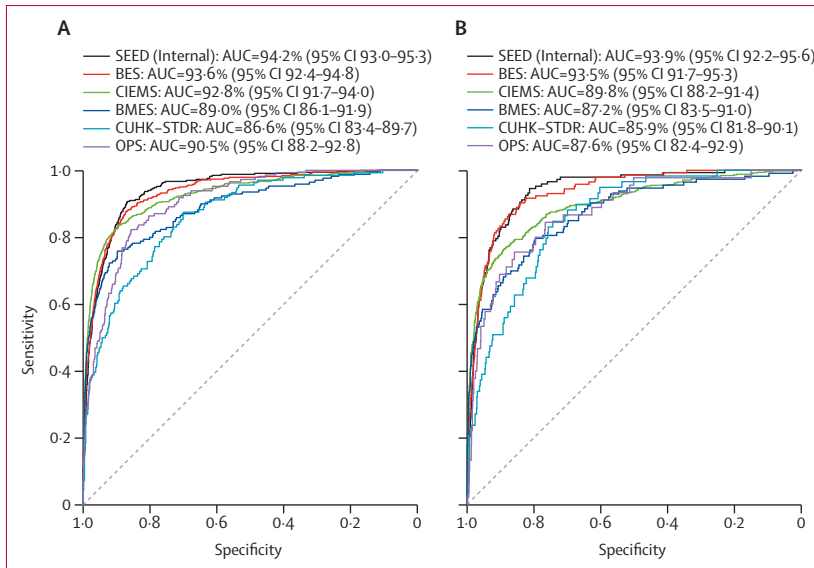 A
SEED (Internal): AUC=94·2% (95% CI 93·0–95·3)
BES: AUC=93·6% (95% CI 92·4–94·8)
CIEMS: AUC=92·8% (95% CI 91·7–94·0)
BMES: AUC=89·0% (95% CI 86·1–91·9)
CUHK–STDR: AUC=86·6% (95% CI 83·4–89·7)
OPS: AUC=90·5% (95% CI 88·2–92·8)
1·0
0·8
0·6
0·4
0·2
0
Sensitivity
1·0 0·8 0·6 0·4 0·2 0
Specificity
B
SEED (Internal): AUC=93·9% (95% CI 92·2–95·6)
BES: AUC=93·5% (95% CI 91·7–95·3)
CIEMS: AUC=89·8% (95% CI 88·2–91·4)
BMES: AUC=87·2% (95% CI 83·5–91·0)
CUHK–STDR: AUC=85·9% (95% CI 81·8–90·1)
OPS: AUC=87·6% (95% CI 82·4–92·9)
1·0 0·8 0·6 0·4 0·2 0
Specificity